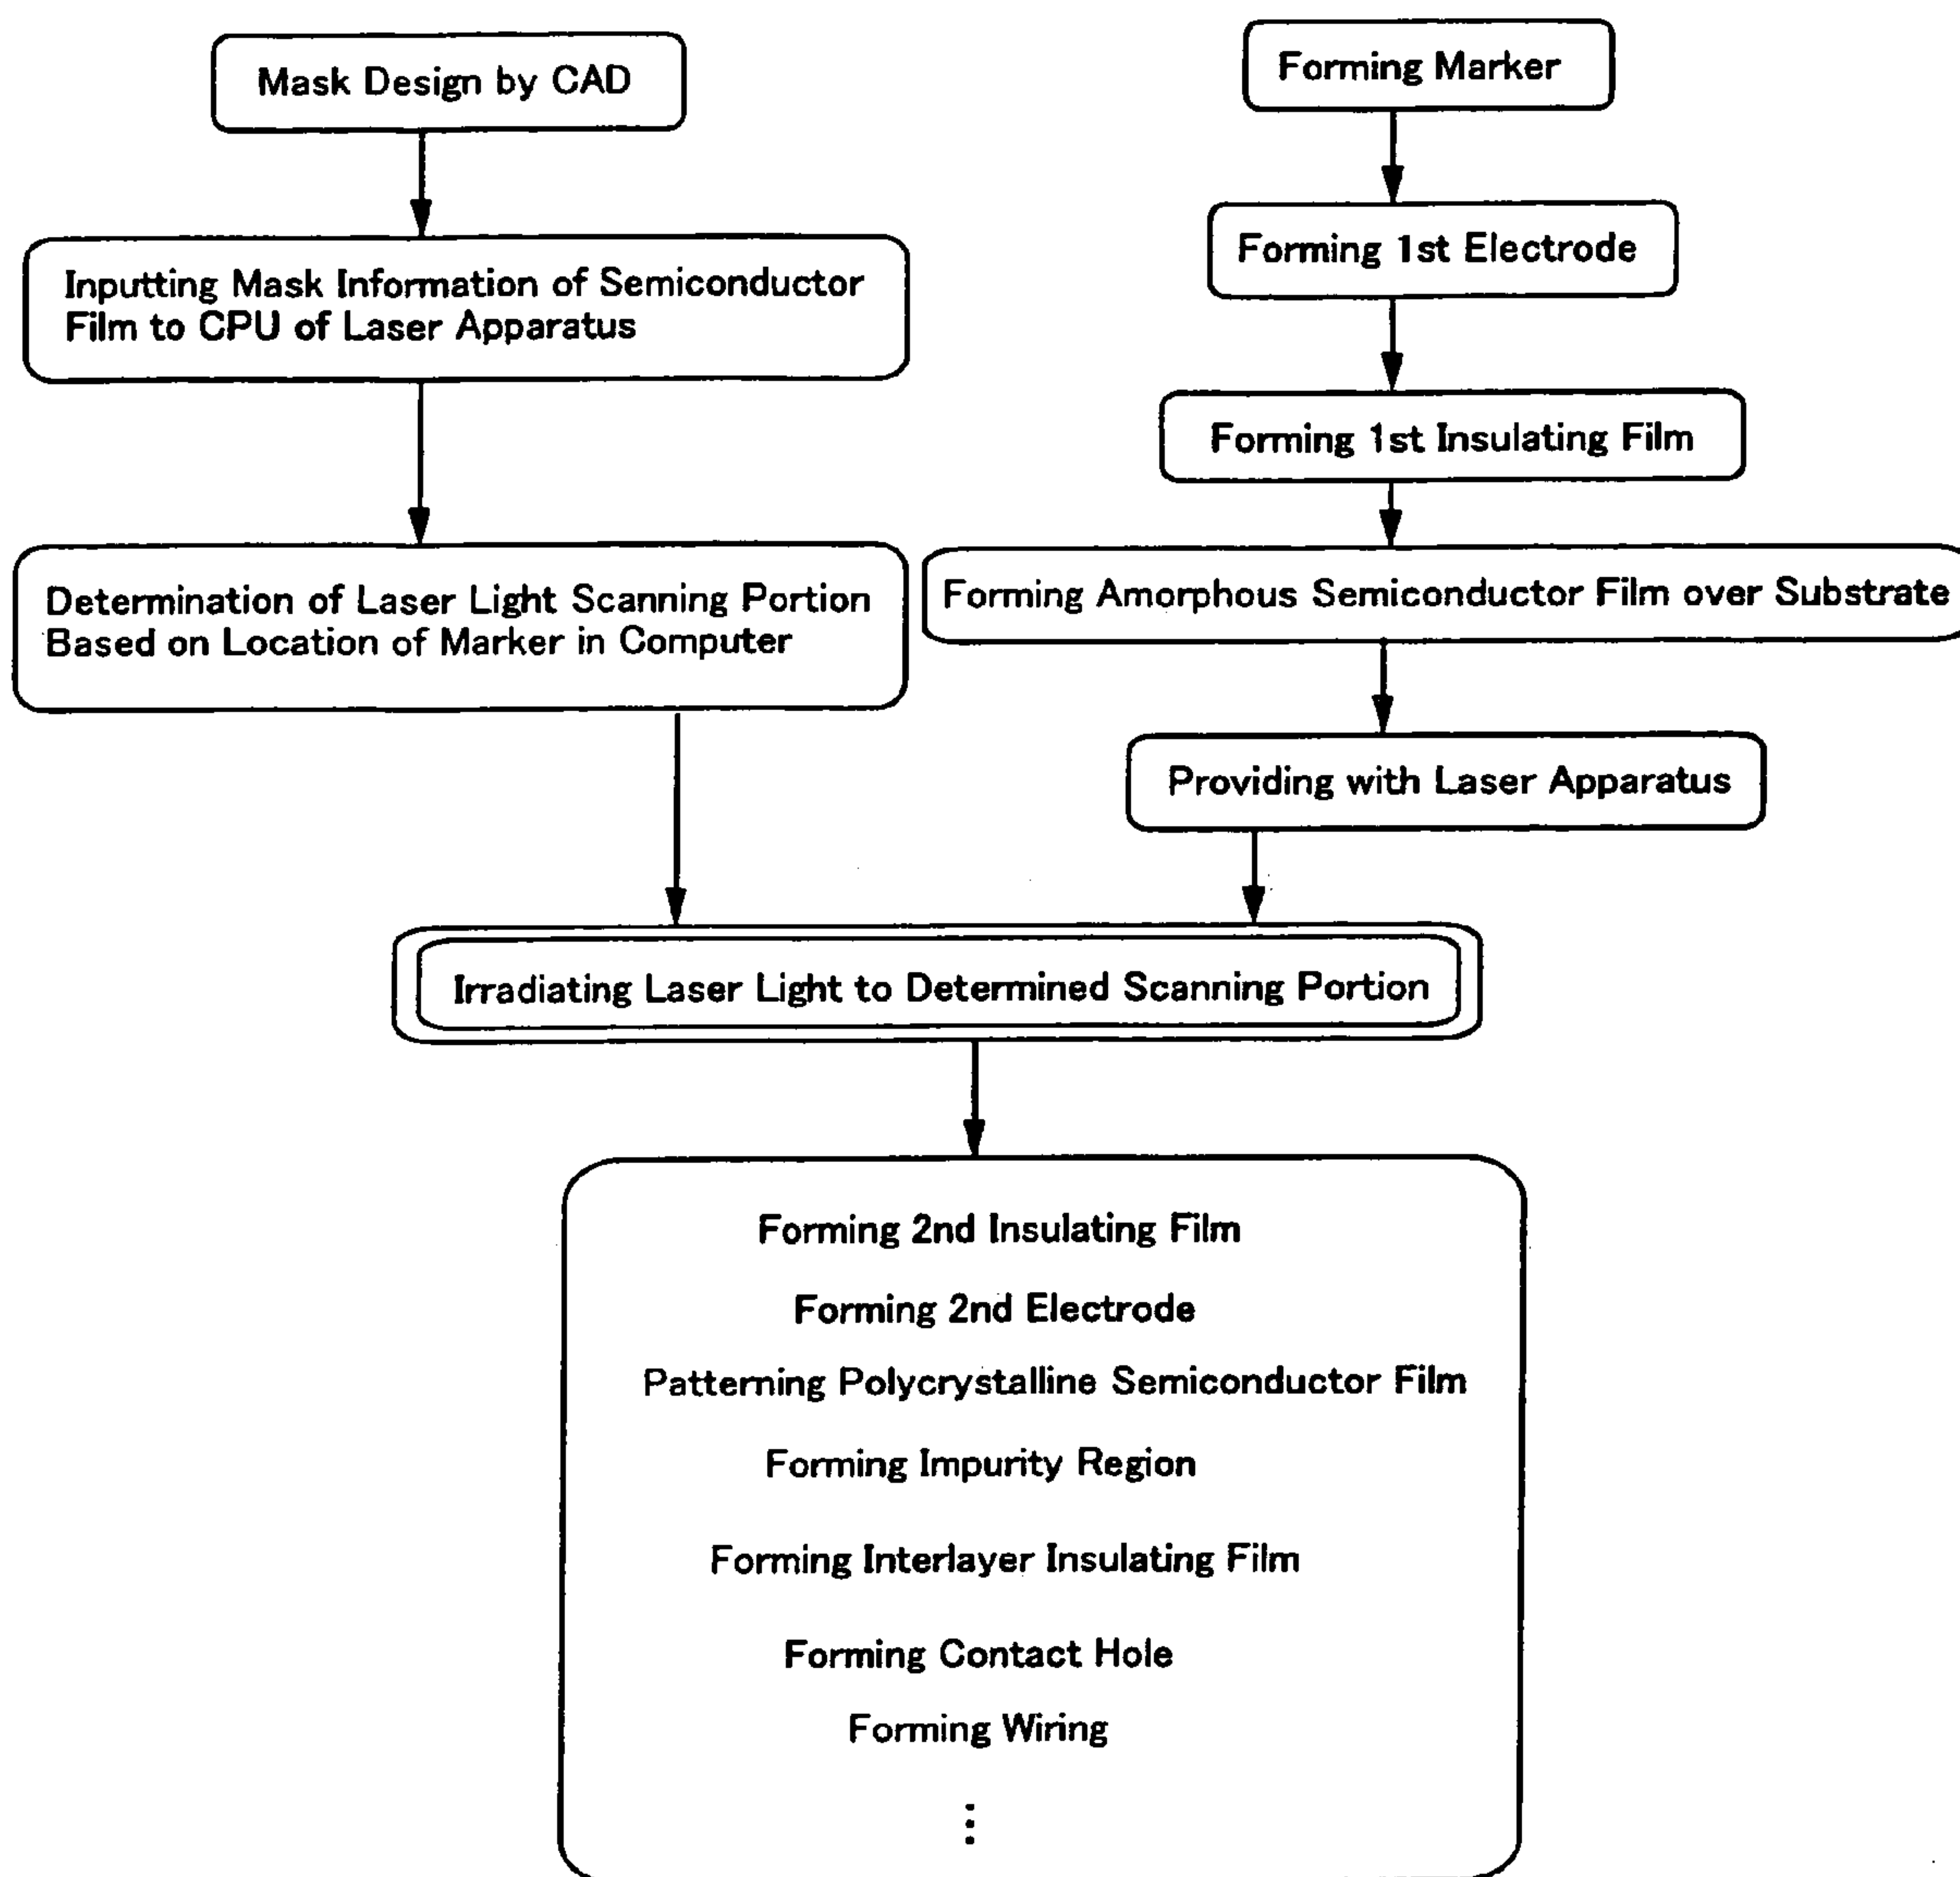 Mask Design by CAD
Inputting Mask Information of Semiconductor
Film to CPU of Laser Apparatus
Determination of Laser Light Scanning Portion
Based on Location of Marker in Computer
Forming Marker
Forming 1st Electrode
Forming 1st Insulating Film
Forming Amorphous Semiconductor Film over Substrate
Providing with Laser Apparatus
Irradiating Laser Light to Determined Scanning Portion
Forming 2nd Insulating Film
Forming 2nd Electrode
Patterning Polycrystalline Semiconductor Film
Forming Impurity Region
Forming Interlayer Insulating Film
Forming Contact Hole
Forming Wiring
⋮